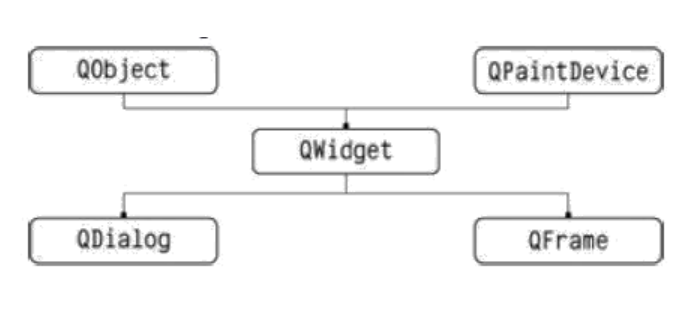 QObject
QPaintDevice
QWidget
QDialog
QFrame